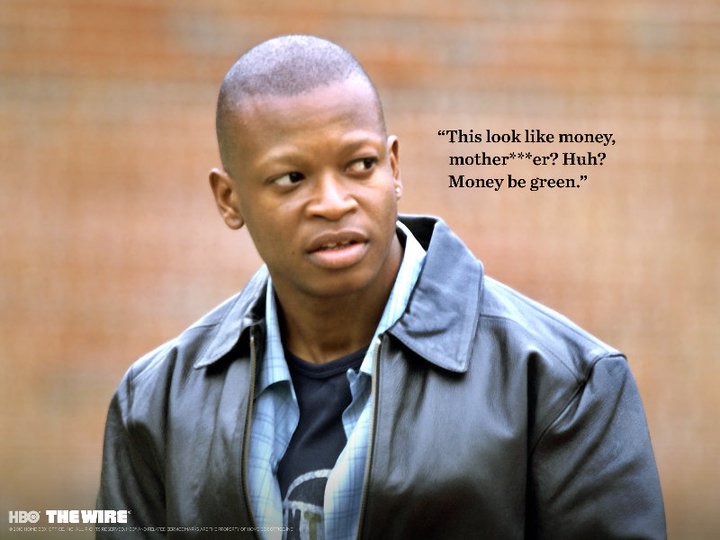 “This look like money,
mother***er? Huh?
Money be green.”
HBO THE WIRE